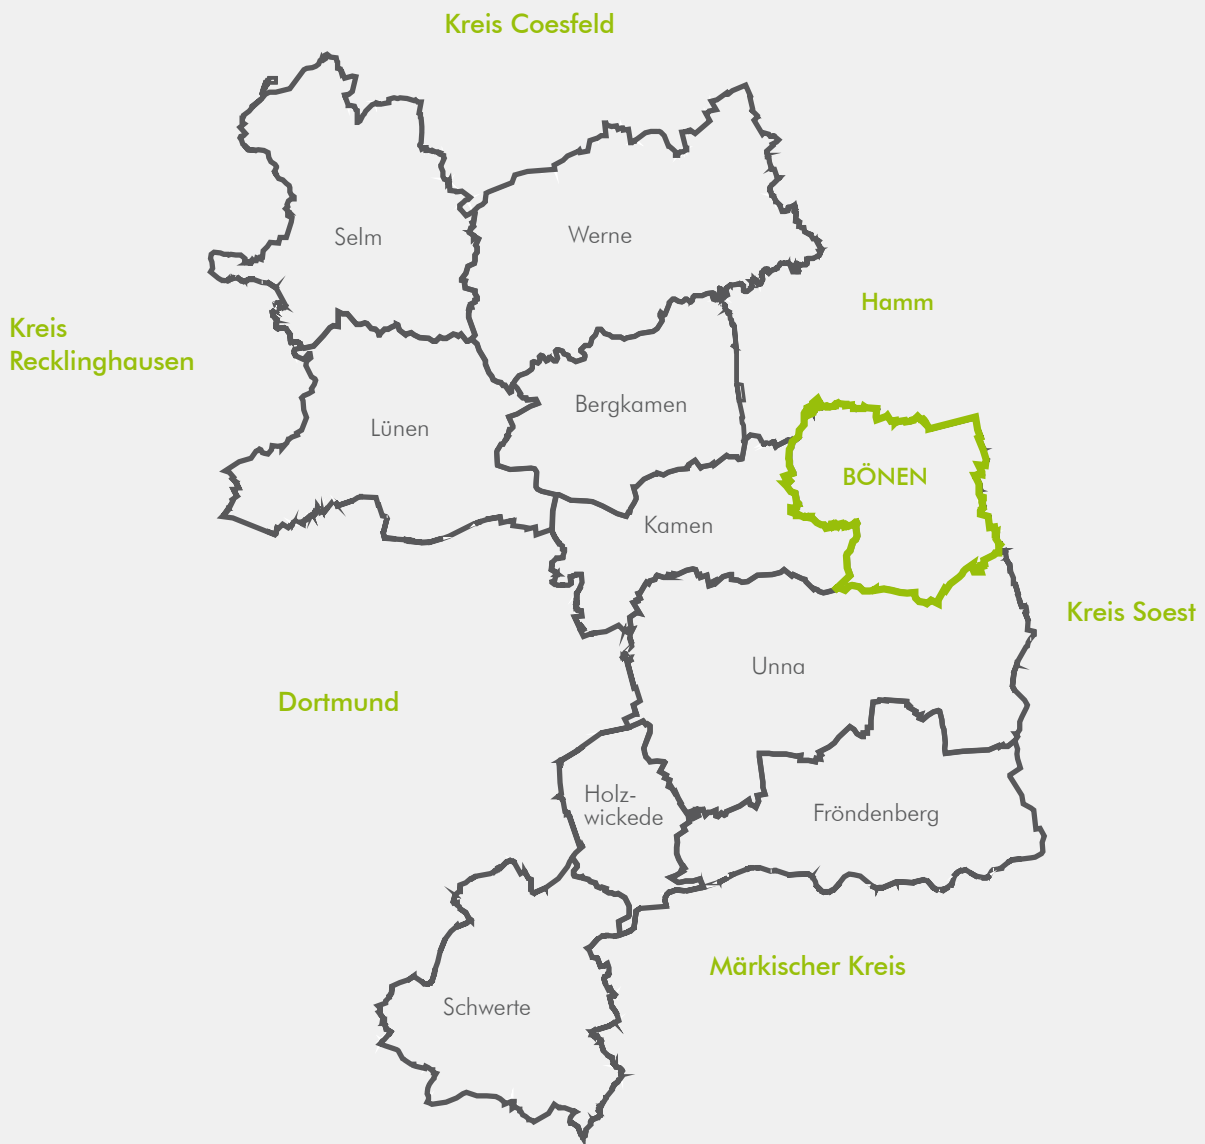 Kreis Coesfeld
Selm
Werne
Hamm
Kreis
Recklinghausen
Bergkamen
Lünen
BÖNEN
Kamen
Kreis Soest
Unna
Dortmund
Holz-
wickede
Fröndenberg
Märkischer Kreis
Schwerte